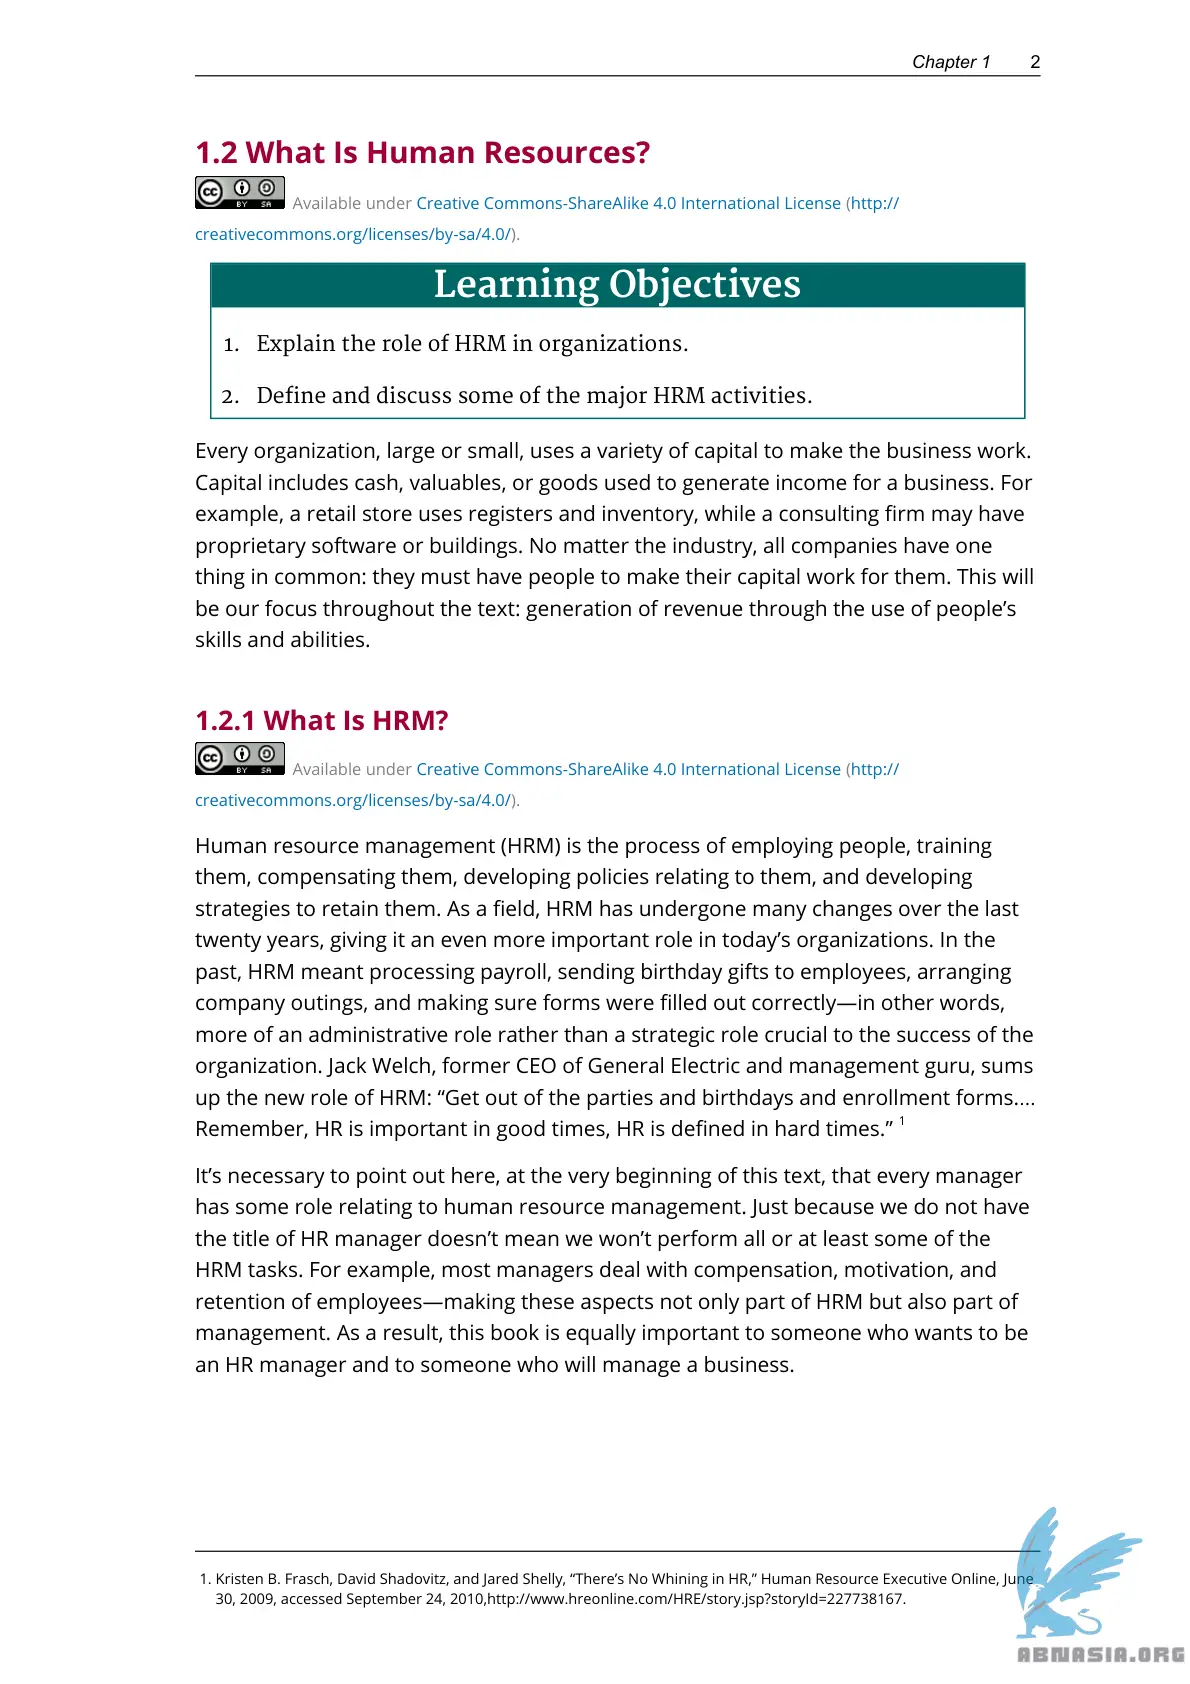 Chapter 1 2
1.2 What Is Human Resources?
cc BY SA Available under Creative Commons-ShareAlike 4.0 International License (http://
creativecommons.org/licenses/by-sa/4.0/).
Learning Objectives
1. Explain the role of HRM in organizations.
2. Define and discuss some of the major HRM activities.
Every organization, large or small, uses a variety of capital to make the business work.
Capital includes cash, valuables, or goods used to generate income for a business. For
example, a retail store uses registers and inventory, while a consulting firm may have
proprietary software or buildings. No matter the industry, all companies have one
thing in common: they must have people to make their capital work for them. This will
be our focus throughout the text: generation of revenue through the use of people’s
skills and abilities.
1.2.1 What Is HRM?
cc BY SA Available under Creative Commons-ShareAlike 4.0 International License (http://
creativecommons.org/licenses/by-sa/4.0/).
Human resource management (HRM) is the process of employing people, training
them, compensating them, developing policies relating to them, and developing
strategies to retain them. As a field, HRM has undergone many changes over the last
twenty years, giving it an even more important role in today’s organizations. In the
past, HRM meant processing payroll, sending birthday gifts to employees, arranging
company outings, and making sure forms were filled out correctly—in other words,
more of an administrative role rather than a strategic role crucial to the success of the
organization. Jack Welch, former CEO of General Electric and management guru, sums
up the new role of HRM: “Get out of the parties and birthdays and enrollment forms.…
Remember, HR is important in good times, HR is defined in hard times.” 1
It’s necessary to point out here, at the very beginning of this text, that every manager
has some role relating to human resource management. Just because we do not have
the title of HR manager doesn’t mean we won’t perform all or at least some of the
HRM tasks. For example, most managers deal with compensation, motivation, and
retention of employees—making these aspects not only part of HRM but also part of
management. As a result, this book is equally important to someone who wants to be
an HR manager and to someone who will manage a business.
1. Kristen B. Frasch, David Shadovitz, and Jared Shelly, “There’s No Whining in HR,” Human Resource Executive Online, June
30, 2009, accessed September 24, 2010,http://www.hreonline.com/HRE/story.jsp?storyId=227738167.
ABNASIA.ORG